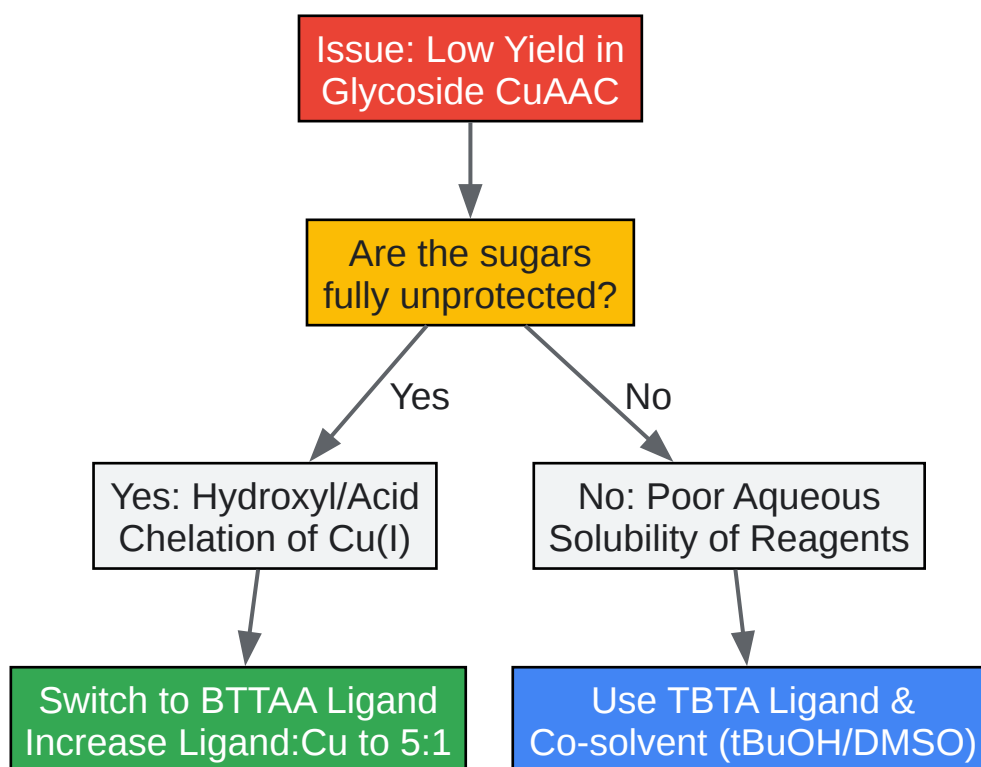 Issue: Low Yield in
Glycoside CuAAC
Are the sugars
fully unprotected?
Yes
No
Yes: Hydroxyl/Acid
Chelation of Cu(I)
No: Poor Aqueous
Solubility of Reagents
Switch to BTTAA Ligand
Increase Ligand:Cu to 5:1
Use TBTA Ligand &
Co-solvent (tBuOH/DMSO)